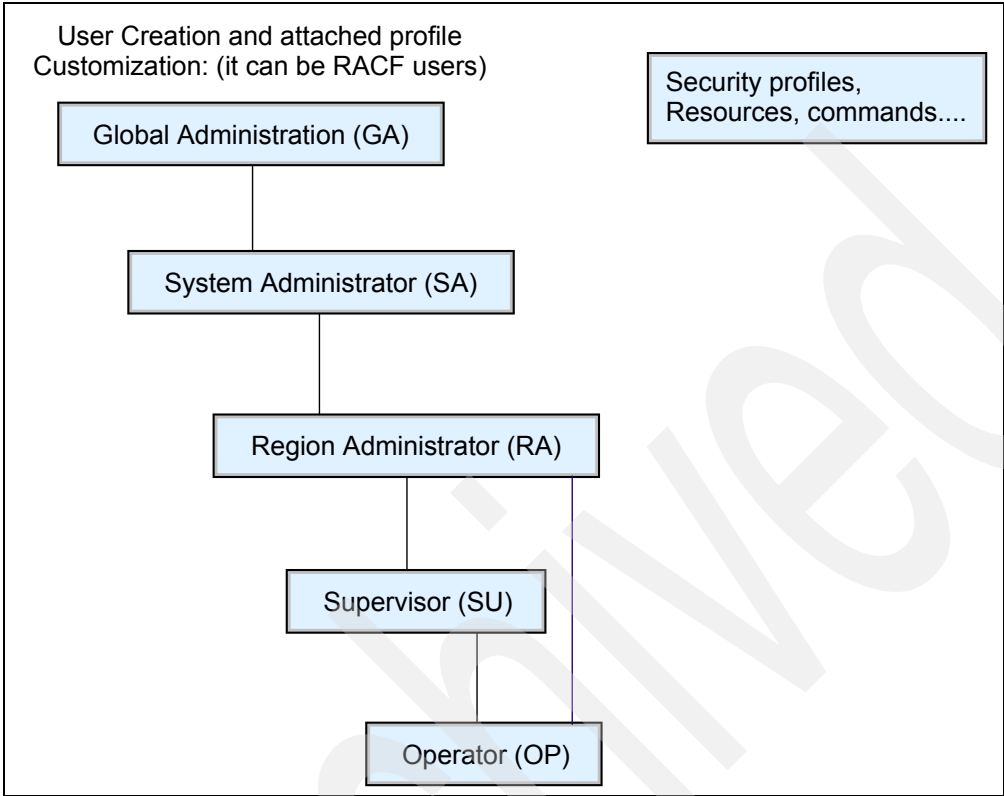 User Creation and attached profile
Customization: (it can be RACF users)
Security profiles,
Resources, commands....
Global Administration (GA)
System Administrator (SA)
Region Administrator (RA)
Supervisor (SU)
Operator (OP)